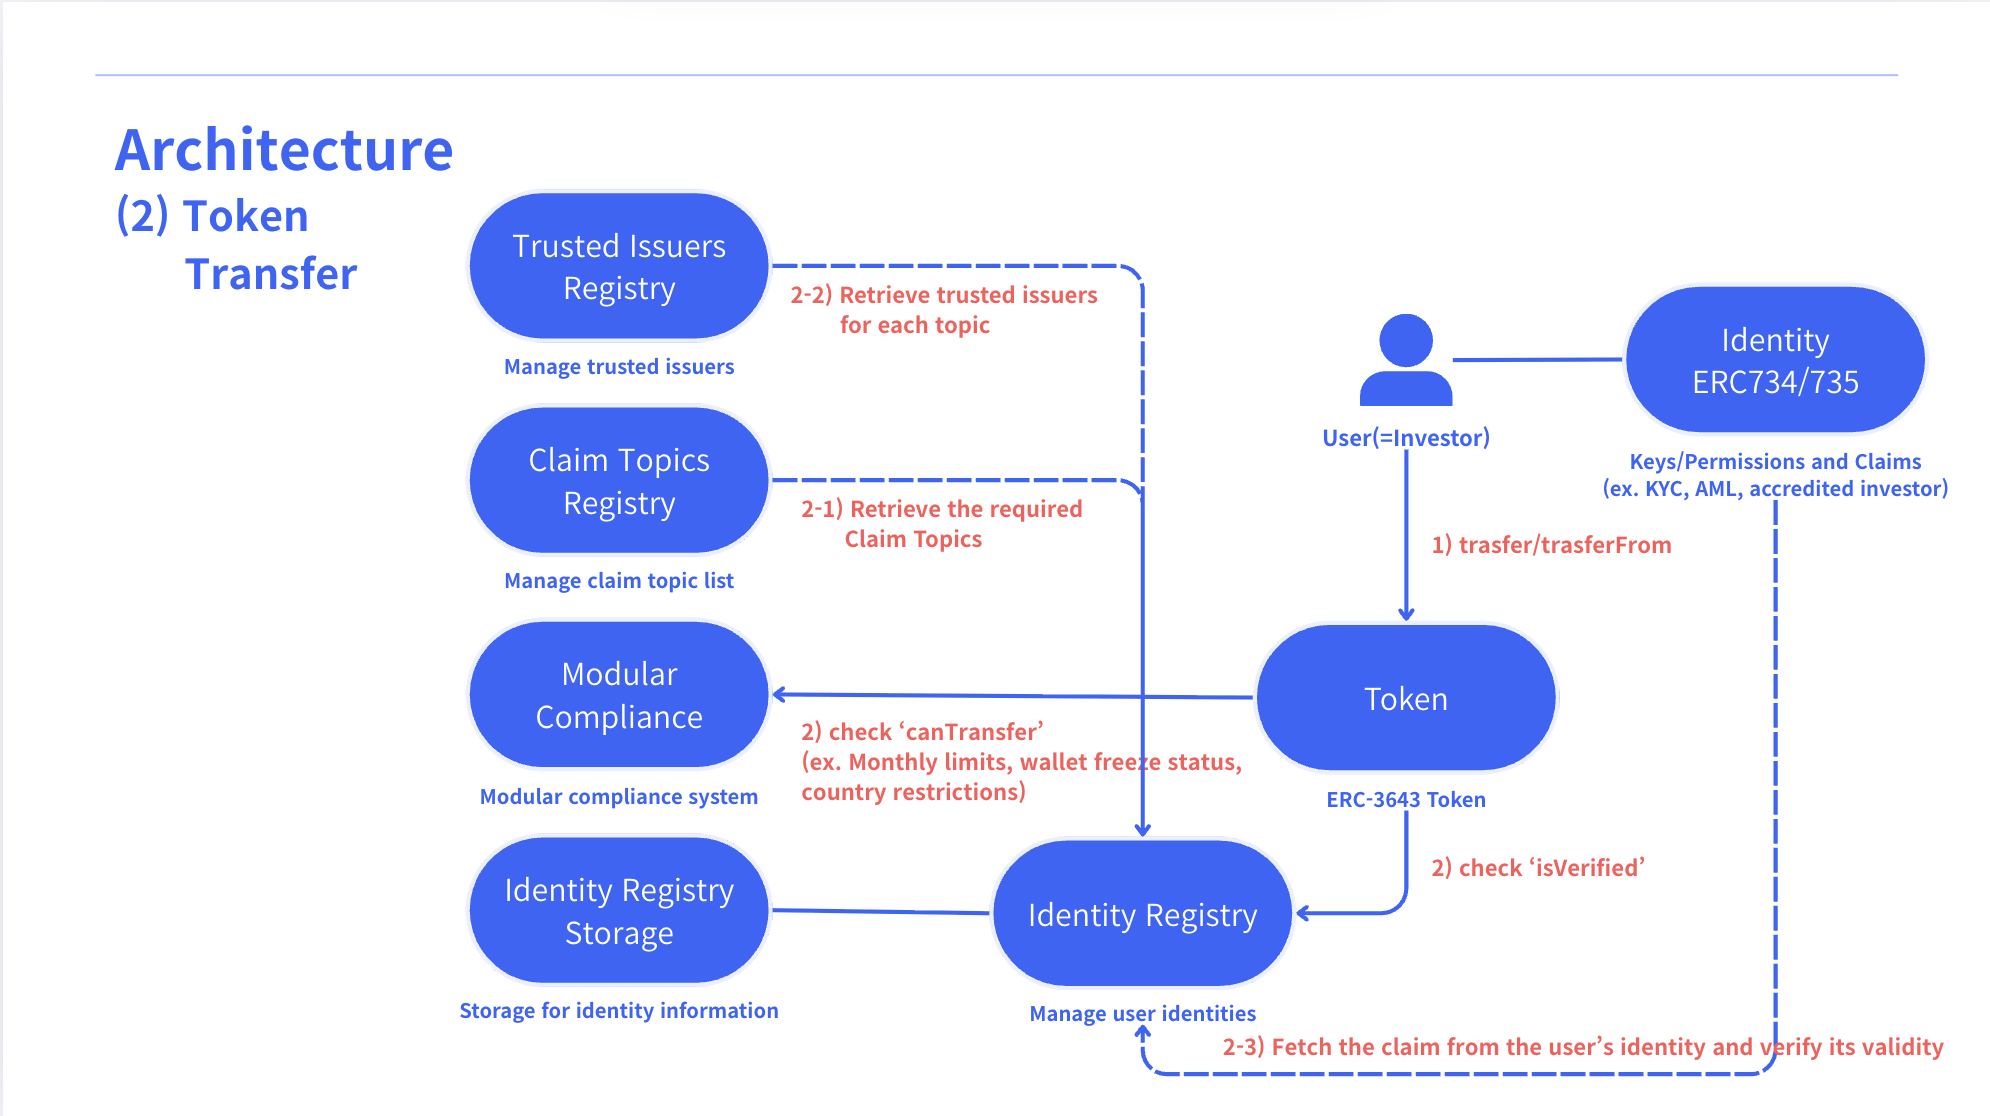 Architecture
(2) Token
Transfer
Trusted Issuers
Registry
Manage trusted issuers
2-2) Retrieve trusted issuers
for each topic
Claim Topics
Registry
Manage claim topic list
2-1) Retrieve the required
Claim Topics
User(=Investor)
Identity
ERC734/735
Keys/Permissions and Claims
(ex. KYC, AML, accredited investor)
1) trasfer/trasferFrom
Modular
Compliance
Modular compliance system
2) check ‘canTransfer’
(ex. Monthly limits, wallet freeze status,
country restrictions)
Token
ERC-3643 Token
2) check ‘isVerified’
Identity Registry
Storage
Storage for identity information
Identity Registry
Manage user identities
2-3) Fetch the claim from the user’s identity and verify its validity